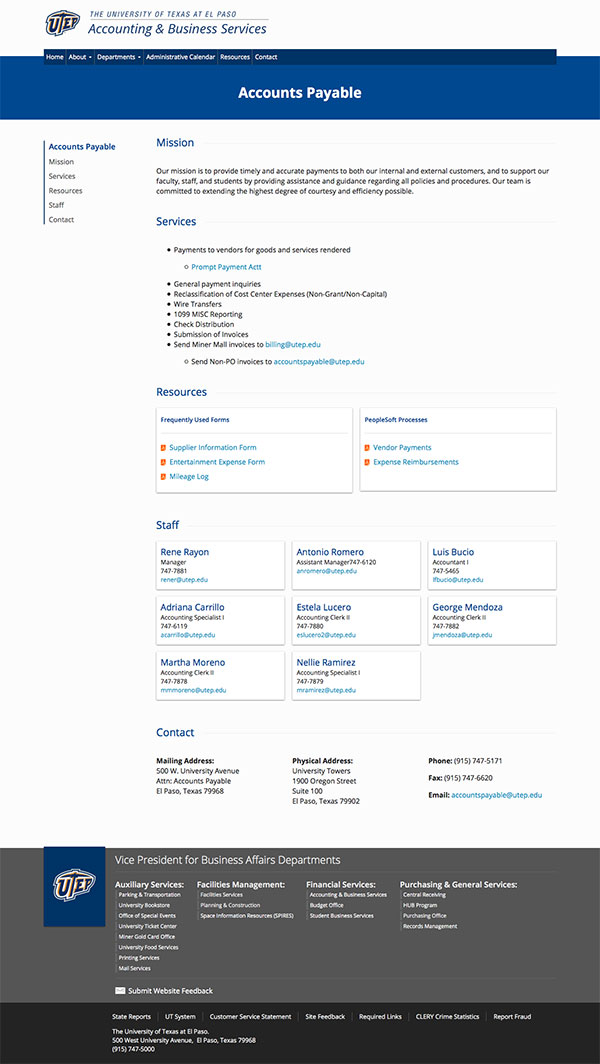 UTEP
THE UNIVERSITY OF TEXAS AT EL PASO
Accounting & Business Services
Home About Departments Administrative Calendar Resources Contact
Accounts Payable
Accounts Payable
Mission
Services
Resources
Staff
Contact
Mission
Our mission is to provide timely and accurate payments to both our internal and external customers, and to support our
faculty, staff, and students by providing assistance and guidance regarding all policies and procedures. Our team is
committed to extending the highest degree of courtesy and efficiency possible.
Services
Payments to vendors for goods and services rendered
Prompt Payment Actt
General payment inquiries
Reclassification of Cost Center Expenses (Non-Grant/Non-Capital)
Wire Transfers
1099 MISC Reporting
Check Distribution
Submission of Invoices
Send Miner Mall invoices to billing@utep.edu
Send Non-PO invoices to accountspayable@utep.edu
Resources
Frequently Used Forms
Supplier Information Form
Entertainment Expense Form
Mileage Log
PeopleSoft Processes
Vendor Payments
Expense Reimbursements
Staff
Rene Rayon
Manager
747-7881
rener@utep.edu
Antonio Romero
Assistant Manager747-6120
anromero@utep.edu
Luis Bucio
Accountant I
747-5465
lfbucio@utep.edu
Adriana Carrillo
Accounting Specialist I
747-6119
acarrillo@utep.edu
Estela Lucero
Accounting Clerk II
747-7880
eslucero2@utep.edu
George Mendoza
Accounting Clerk II
747-7882
jmendoza@utep.edu
Martha Moreno
Accounting Clerk II
747-7878
mmmoreno@utep.edu
Nellie Ramirez
Accounting Specialist I
747-7879
mramirez@utep.edu
Contact
Mailing Address:
500 W. University Avenue
Attn: Accounts Payable
El Paso, Texas 79968
Physical Address:
University Towers
1900 Oregon Street
Suite 100
El Paso, Texas 79902
Phone: (915) 747-5171
Fax: (915) 747-6620
Email: accountspayable@utep.edu
UTEP
Vice President for Business Affairs Departments
Auxiliary Services:
Parking & Transportation
University Bookstore
Office of Special Events
University Ticket Center
Miner Gold Card Office
University Food Services
Printing Services
Mail Services
Facilities Management:
Facilities Services
Planning & Construction
Space Information Resources (SPIRES)
Financial Services:
Accounting & Business Services
Budget Office
Student Business Services
Purchasing & General Services:
Central Receiving
HUB Program
Purchasing Office
Records Management
Submit Website Feedback
State Reports UT System Customer Service Statement Site Feedback Required Links CLERY Crime Statistics Report Fraud
The University of Texas at El Paso.
500 West University Avenue, El Paso, Texas 79968
(915) 747-5000